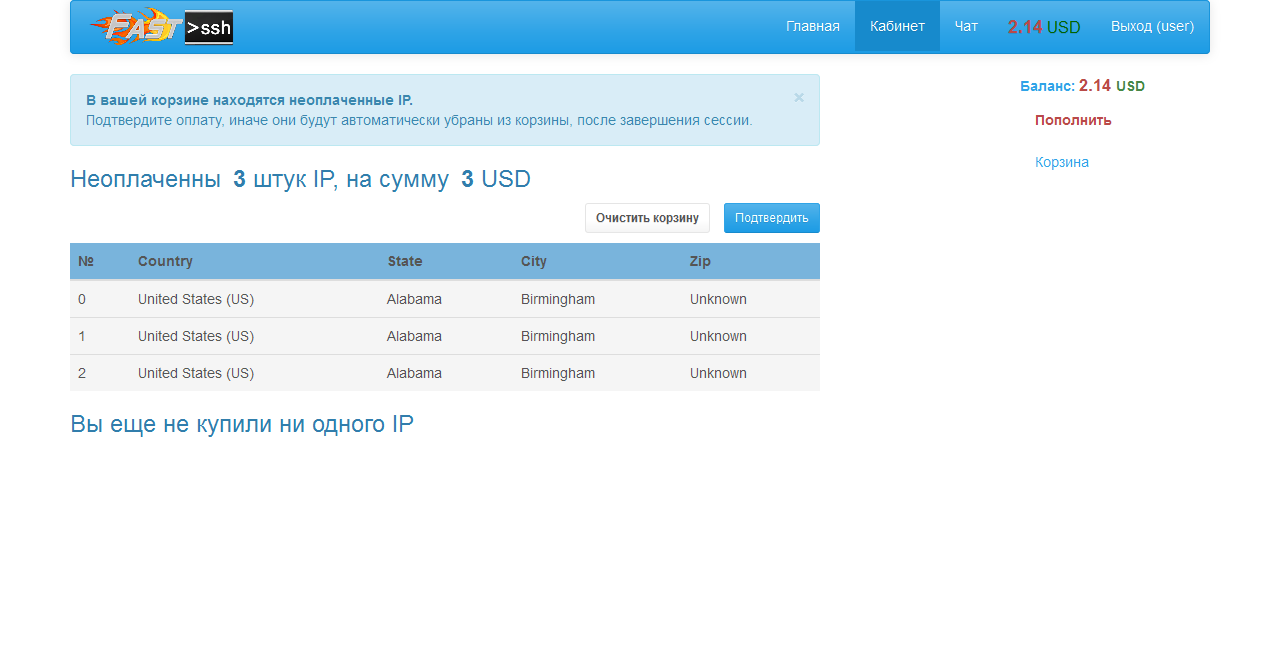 FAST >ssh
Главная Кабинет Чат 2.14 USD Выход (user)
В вашей корзине находятся неоплаченные IP. ×
Подтвердите оплату, иначе они будут автоматически убраны из корзины, после завершения сессии.
Баланс: 2.14 USD
Пополнить
Корзина
Неоплаченны 3 штук IP, на сумму 3 USD
Очистить корзину Подтвердить
№ Country State City Zip
0 United States (US) Alabama Birmingham Unknown
1 United States (US) Alabama Birmingham Unknown
2 United States (US) Alabama Birmingham Unknown
Вы еще не купили ни одного IP